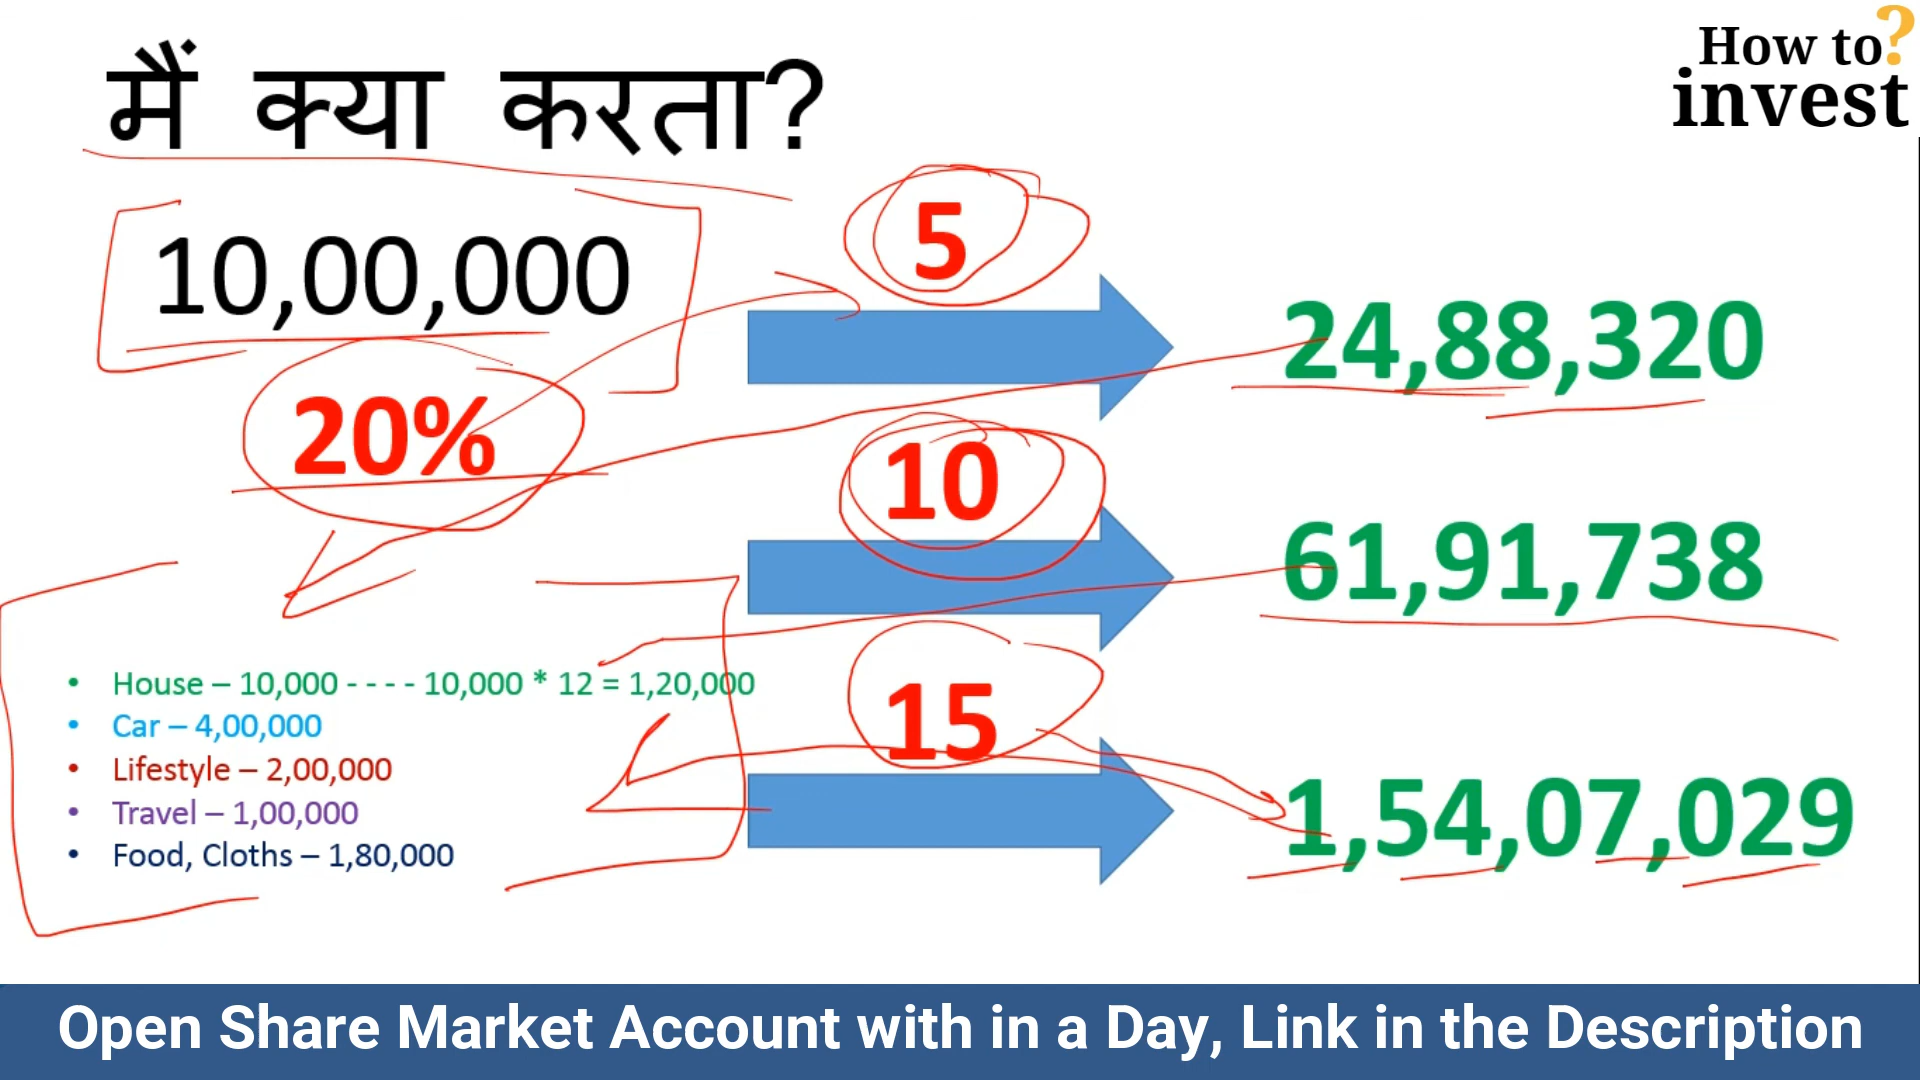 मैं क्या करता?
How to?
invest
10,00,000
20%
5
24,88,320
10
61,91,738
15
1,54,07,029
• House – 10,000 - - - - 10,000 * 12 = 1,20,000
• Car – 4,00,000
• Lifestyle – 2,00,000
• Travel – 1,00,000
• Food, Cloths – 1,80,000
Open Share Market Account with in a Day, Link in the Description